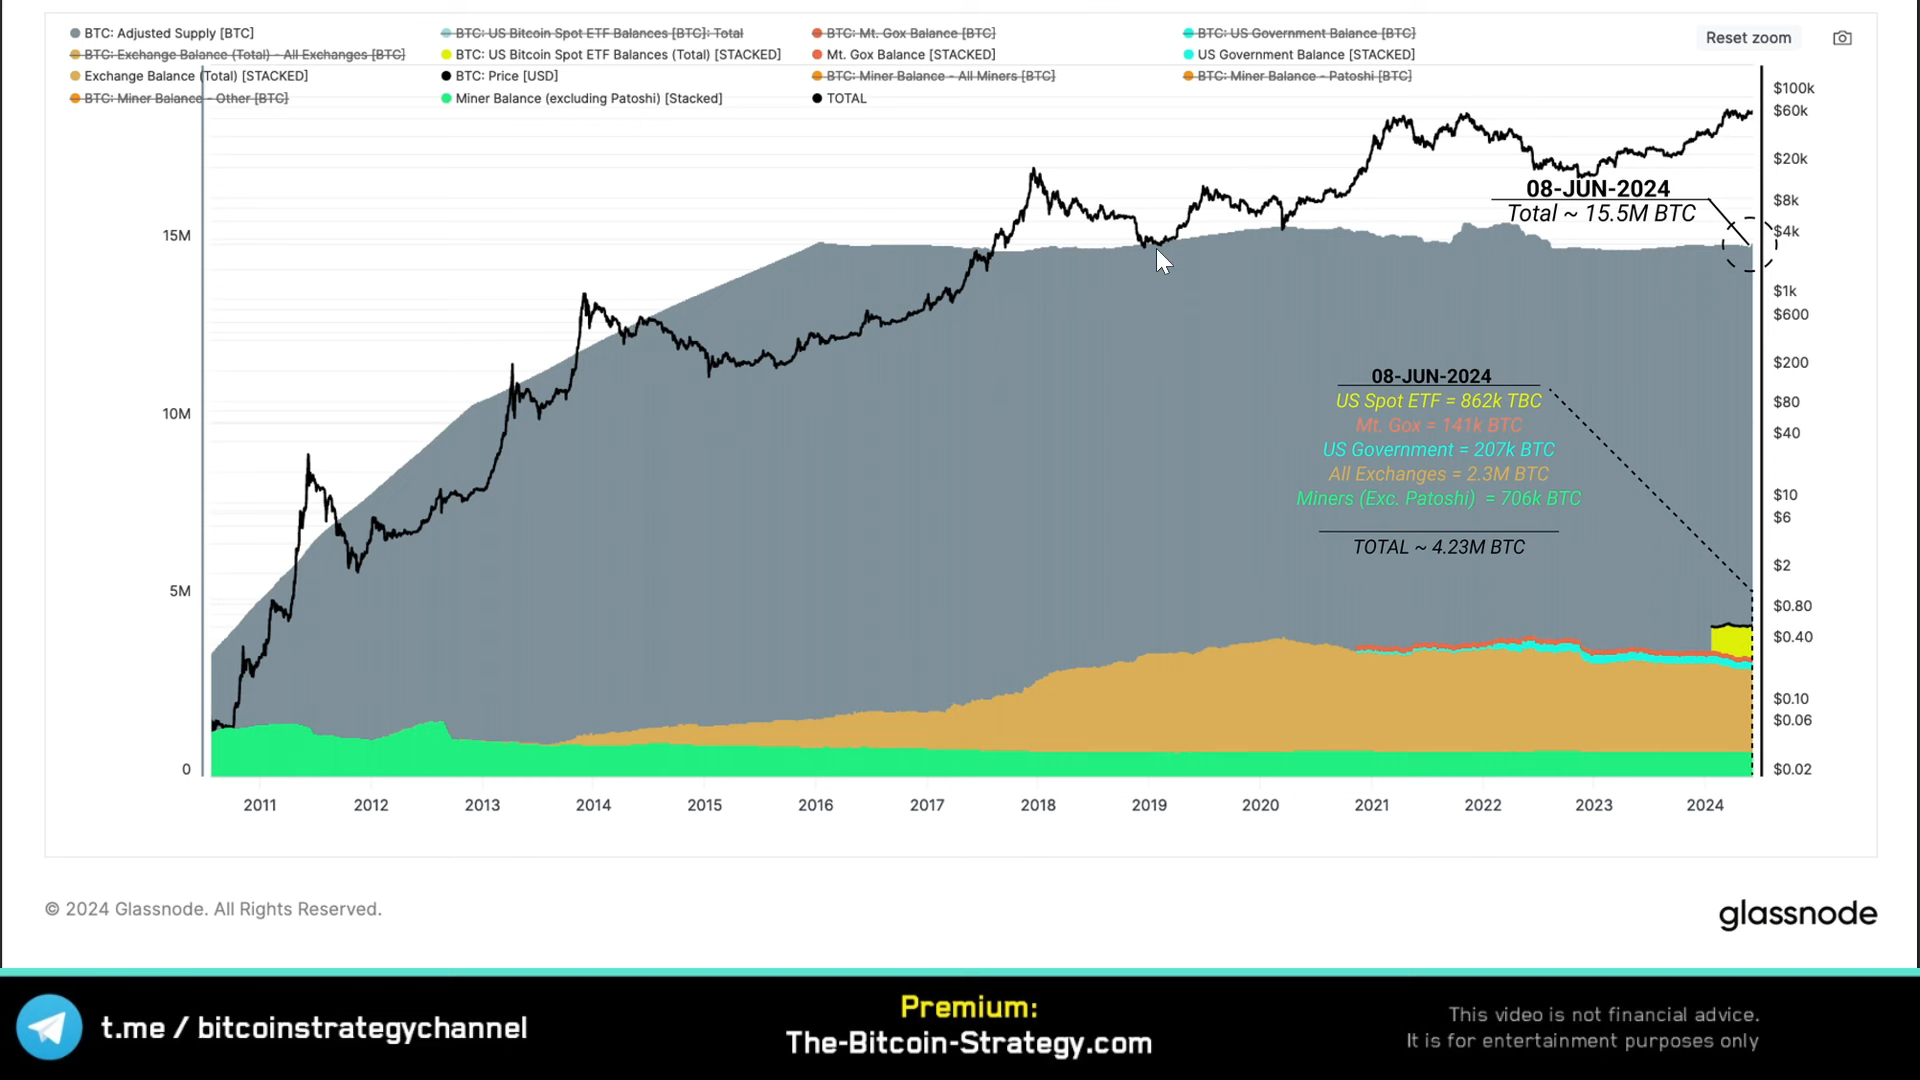 BTC: Adjusted Supply [BTC]
BTC: US Bitcoin Spot ETF Balances [BTC]: Total
BTC: Mt. Gox Balance [BTC]
BTC: US Government Balance [BTC]
Reset zoom
BTC: Exchange Balance (Total) - All Exchanges [BTC]
BTC: US Bitcoin Spot ETF Balances (Total) [STACKED]
Mt. Gox Balance [STACKED]
US Government Balance [STACKED]
Exchange Balance (Total) [STACKED]
BTC: Price [USD]
BTC: Miner Balance - All Miners [BTC]
BTC: Miner Balance - Patoshi [BTC]
BTC: Miner Balance - Other [BTC]
Miner Balance (excluding Patoshi) [Stacked]
TOTAL
15M
10M
5M
0
$100k
$60k
$20k
$8k
$4k
$1k
$600
$200
$80
$40
$10
$6
$2
$0.80
$0.40
$0.10
$0.06
$0.02
08-JUN-2024
Total ~ 15.5M BTC
08-JUN-2024
US Spot ETF = 862k TBC
Mt. Gox = 141k BTC
US Government = 207k BTC
All Exchanges = 2.3M BTC
Miners (Exc. Patoshi) = 706k BTC
TOTAL ~ 4.23M BTC
2011 2012 2013 2014 2015 2016 2017 2018 2019 2020 2021 2022 2023 2024
© 2024 Glassnode. All Rights Reserved.
glassnode
t.me / bitcoinstrategychannel
Premium:
The-Bitcoin-Strategy.com
This video is not financial advice.
It is for entertainment purposes only